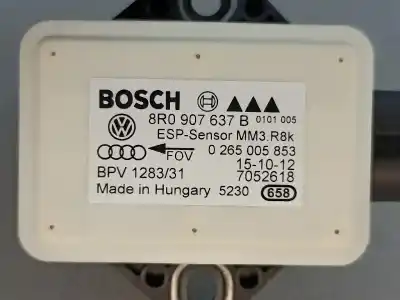 BOSCH
8R0 907 637 B 0101 005
ESP-Sensor MM3.R8k
FOV 0 265 005 853
15-10-12
BPV 1283/31 7052618
Made in Hungary 5230 658